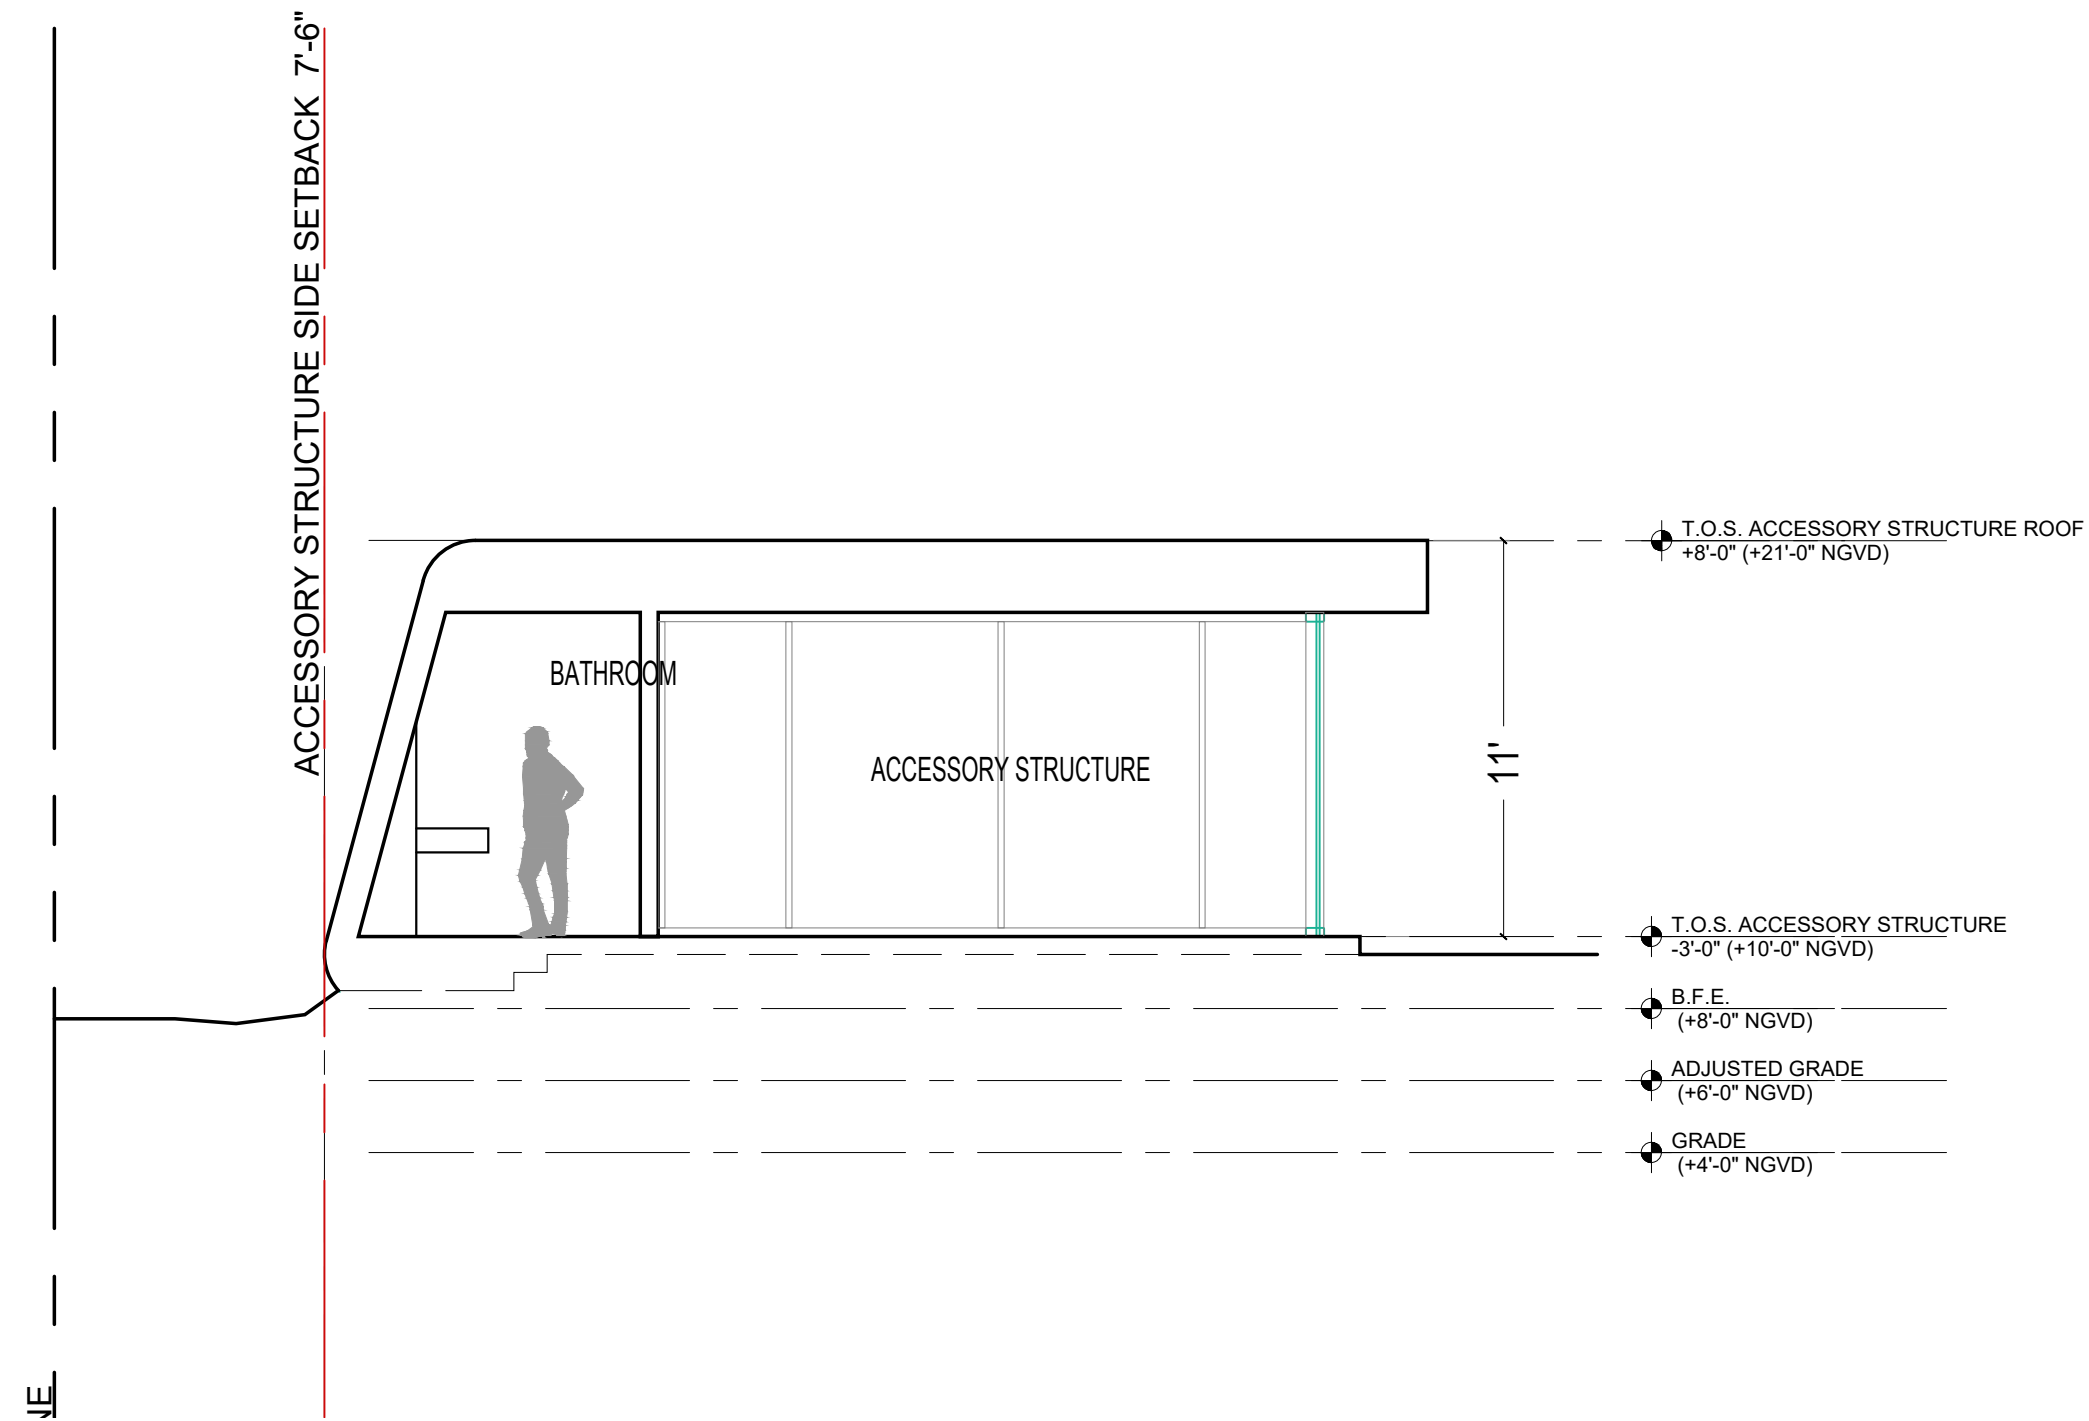 ACCESSORY STRUCTURE SIDE SETBACK 7'-6"
T.O.S. ACCESSORY STRUCTURE ROOF
+8'-0" (+21'-0" NGVD)
BATHROOM
ACCESSORY STRUCTURE
11'
T.O.S. ACCESSORY STRUCTURE
-3'-0" (+10'-0" NGVD)
B.F.E.
(+8'-0" NGVD)
ADJUSTED GRADE
(+6'-0" NGVD)
GRADE
(+4'-0" NGVD)